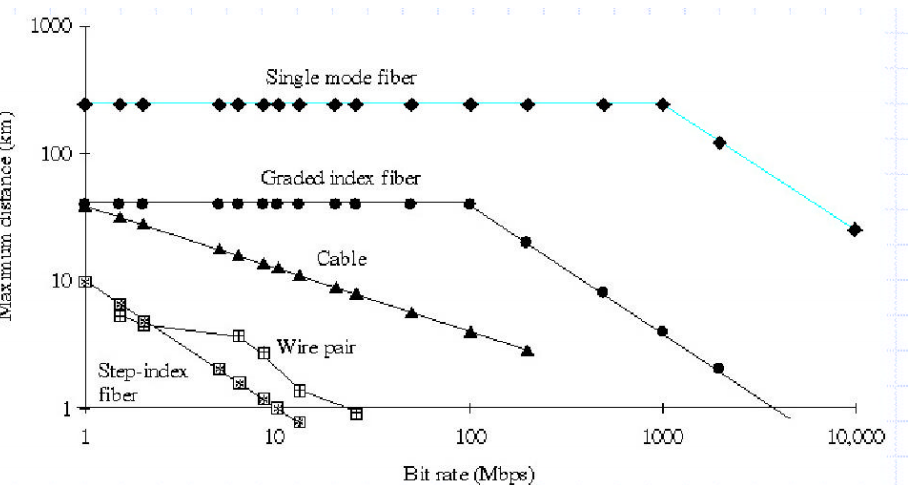 1000
Single mode fiber
100
Graded index fiber
Cable
10
Wire pair
Step-index
fiber
1
1
10
100
1000
10,000
Bit rate (Mbps)
Maximum distance (km)